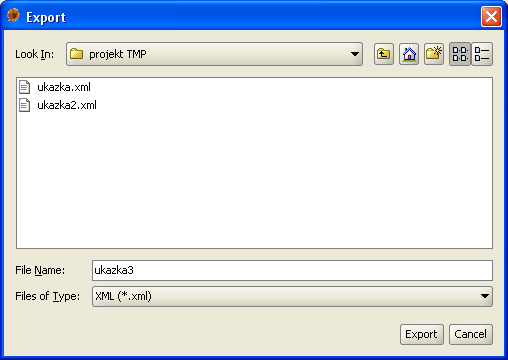 Export
Look In: projekt TMP
ukazka.xml
ukazka2.xml
File Name: ukazka3
Files of Type: XML (*.xml)
Export Cancel